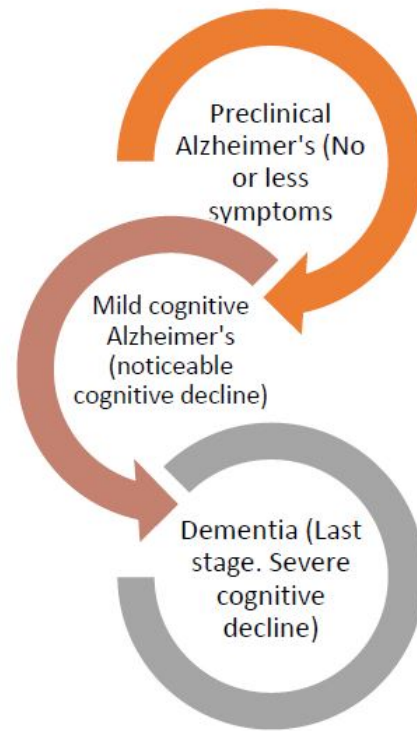 Preclinical
Alzheimer's (No
or less
symptoms
Mild cognitive
Alzheimer's
(noticeable
cognitive decline)
Dementia (Last
stage. Severe
cognitive
decline)